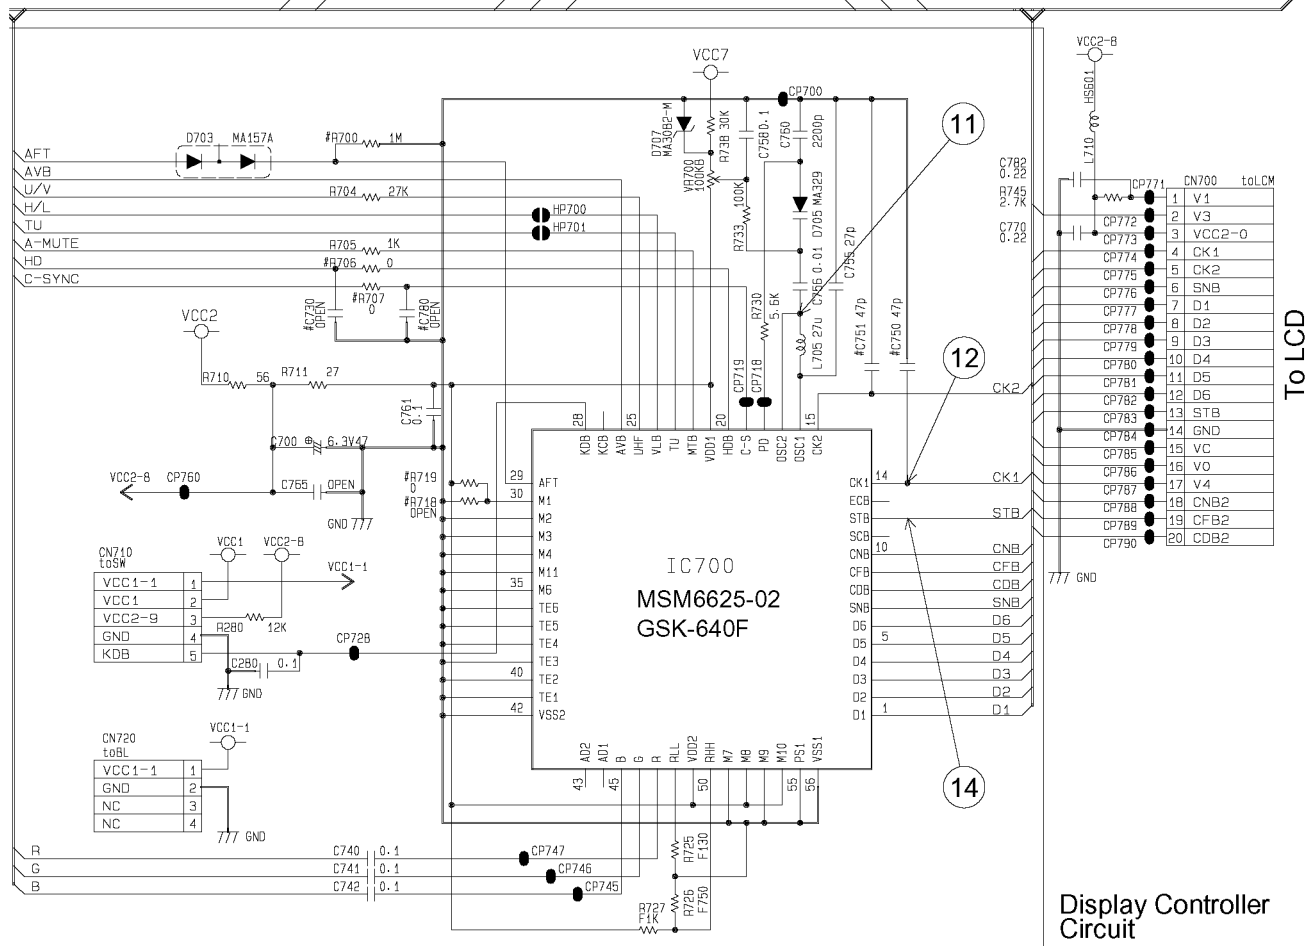 VCC7
CP700
D707
MA30B2-M
R738 30K
C758 0.1
C760
2200p
VR700
100KB
100K
R733
D705 MA329
C756 0.01
C755 27p
R730
5.6K
L705 27u
#C751 47p
#C750 47p
11
12
14
D703 MA157A
#R700 1M
AFT
AVB
U/V
H/L
TU
A-MUTE
HD
C-SYNC
R704 27K
HP700
HP701
R705 1K
#R706 0
#R707
0
#C730
OPEN
#C780
OPEN
VCC2
R710 56 R711 27
C761
0.1
C700 6.3V47
VCC2-8 CP760
C765 OPEN
GND
#R719
0
#R718
OPEN
CP719
CP718
CK2
CK1
STB
CNB
CFB
CDB
SNB
D6
D5
D4
D3
D2
D1
28 25 20 15
KDB KCB AVB UHF VLB TU MTB VDD1 HDB C-S PD OSC2 OSC1 CK2
29 AFT
30 M1
M2
M3
M4
M11
35 M6
TE6
TE5
TE4
TE3
40 TE2
TE1
42 VSS2
CK1 14
ECB
STB
SCB
CNB 10
CFB
CDB
SNB
D6
D5 5
D4
D3
D2
D1 1
IC700
MSM6625-02
GSK-640F
AD2 AD1 B G R RLL VDD2 RHH M7 M8 M9 M10 PS1 VSS1
43 45 50 55 56
CN710
toSW
VCC1 VCC2-8
VCC1-1
VCC1-1 1
VCC1 2
VCC2-9 3
GND 4
KDB 5
R280 12K
C280 0.1
CP728
GND
CN720
toBL
VCC1-1
VCC1-1 1
GND 2
NC 3
NC 4
GND
R
G
B
C740 0.1
C741 0.1
C742 0.1
CP747
CP746
CP745
R725
F130
R726
F750
R727
F1K
VCC2-8
HS601
L710
C782
0.22
R745
2.7K
C770
0.22
CP771
CP772
CP773
CP774
CP775
CP776
CP777
CP778
CP779
CP780
CP781
CP782
CP783
CP784
CP785
CP786
CP787
CP788
CP789
CP790
CN700 toLCM
1 V1
2 V3
3 VCC2-0
4 CK1
5 CK2
6 SNB
7 D1
8 D2
9 D3
10 D4
11 D5
12 D6
13 STB
14 GND
15 VC
16 V0
17 V4
18 CNB2
19 CFB2
20 CDB2
GND
To LCD
Display Controller
Circuit